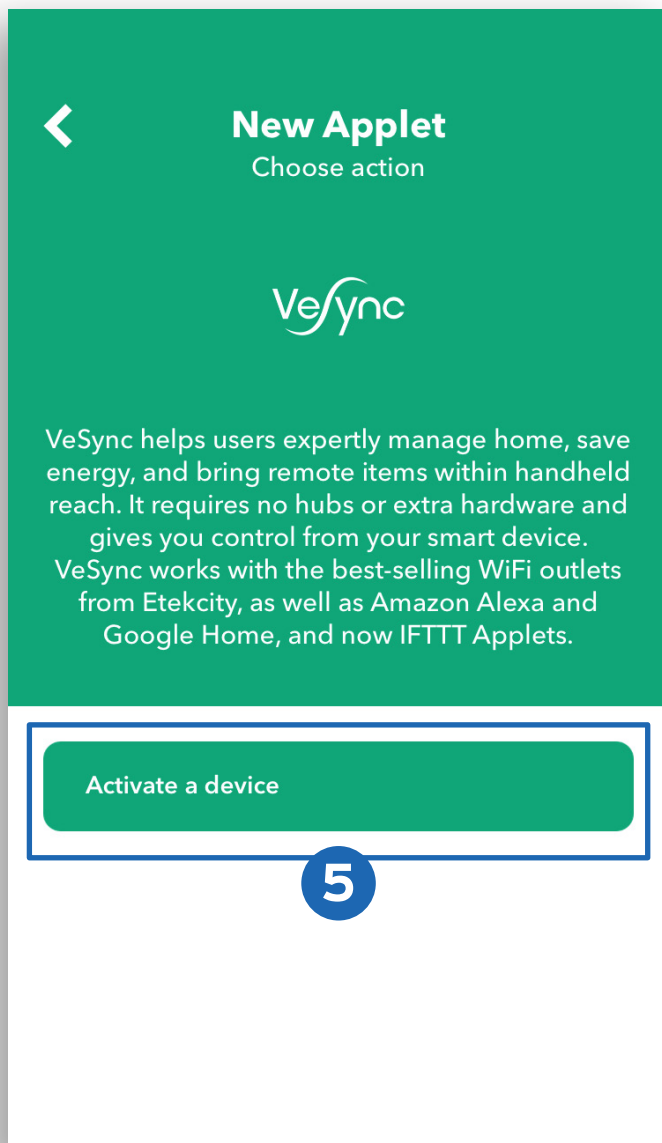 New Applet
Choose action
VeSync
VeSync helps users expertly manage home, save
energy, and bring remote items within handheld
reach. It requires no hubs or extra hardware and
gives you control from your smart device.
VeSync works with the best-selling WiFi outlets
from Etekcity, as well as Amazon Alexa and
Google Home, and now IFTTT Applets.
Activate a device
5